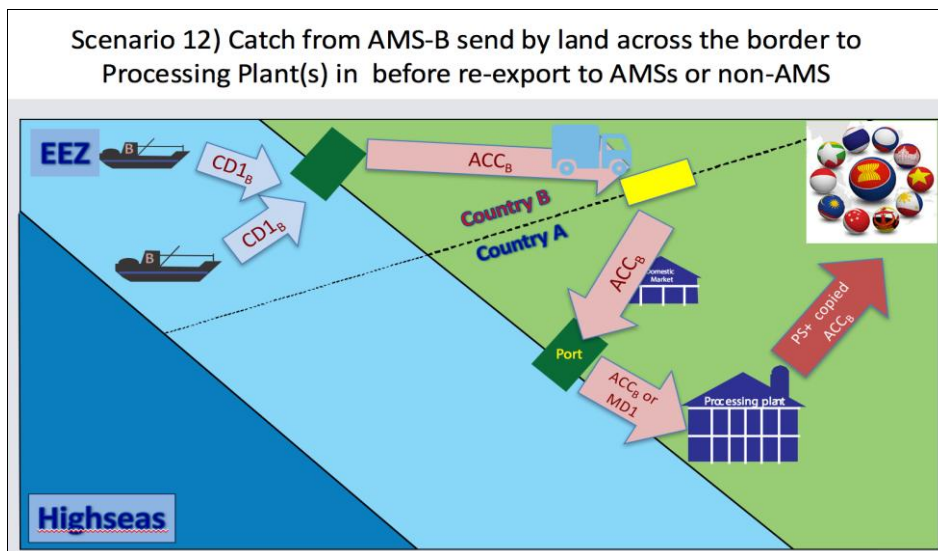 Scenario 12) Catch from AMS-B send by land across the border to
Processing Plant(s) in before re-export to AMSs or non-AMS
EEZ
B
CD1B
ACCB
B
CD1B
Country B
Country A
ACCB
Domestic
Market
PS+ copied
ACCB
Port
ACCB or
MD1
Processing plant
Highseas